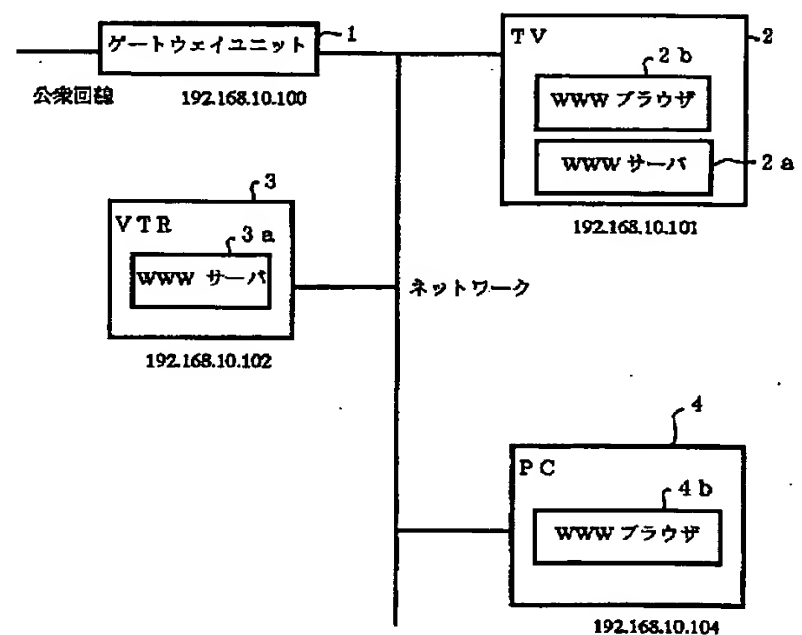 ゲートウェイユニット
1
公衆回線
192.168.10.100
TV
2
2b
WWW ブラウザ
WWW サーバ
2a
192.168.10.101
3
VTR
3a
WWW サーバ
192.168.10.102
ネットワーク
4
PC
4b
WWW ブラウザ
192.168.10.104